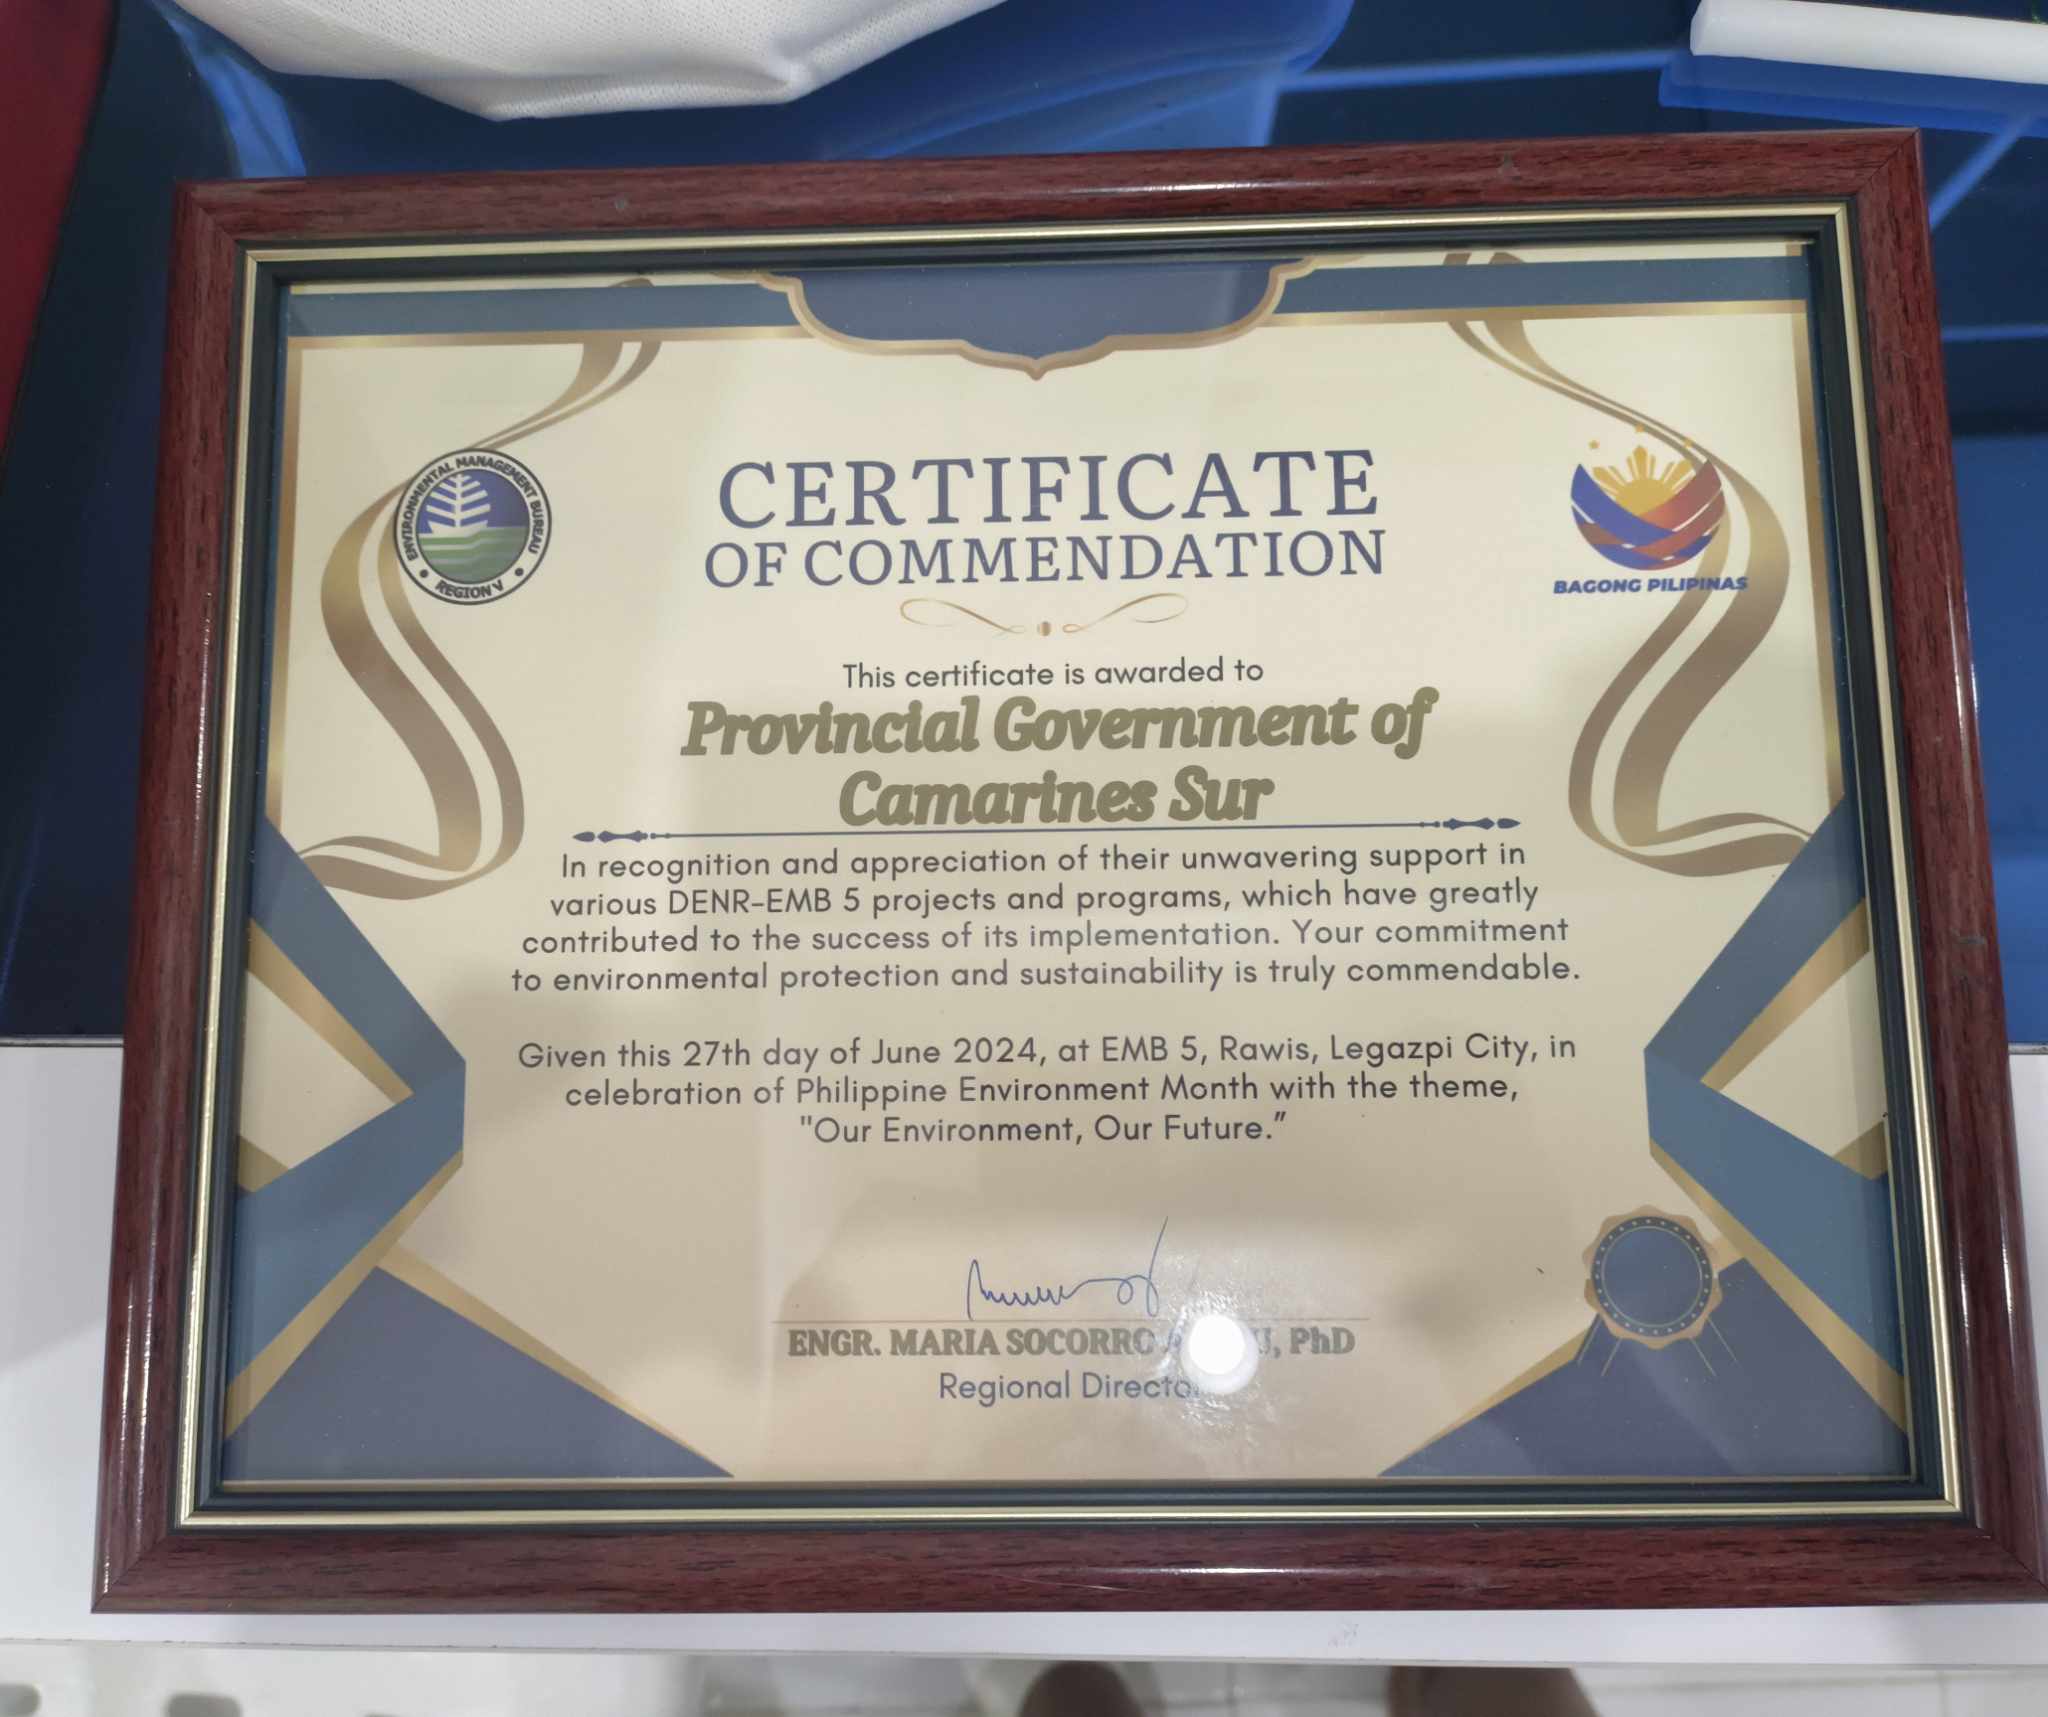 ENVIRONMENTAL MANAGEMENT BUREAU
REGION V
BAGONG PILIPINAS
CERTIFICATE
OF COMMENDATION
This certificate is awarded to
Provincial Government of
Camarines Sur
In recognition and appreciation of their unwavering support in
various DENR-EMB 5 projects and programs, which have greatly
contributed to the success of its implementation. Your commitment
to environmental protection and sustainability is truly commendable.
Given this 27th day of June 2024, at EMB 5, Rawis, Legazpi City, in
celebration of Philippine Environment Month with the theme,
"Our Environment, Our Future.”
ENGR. MARIA SOCORRO PhD
Regional Director